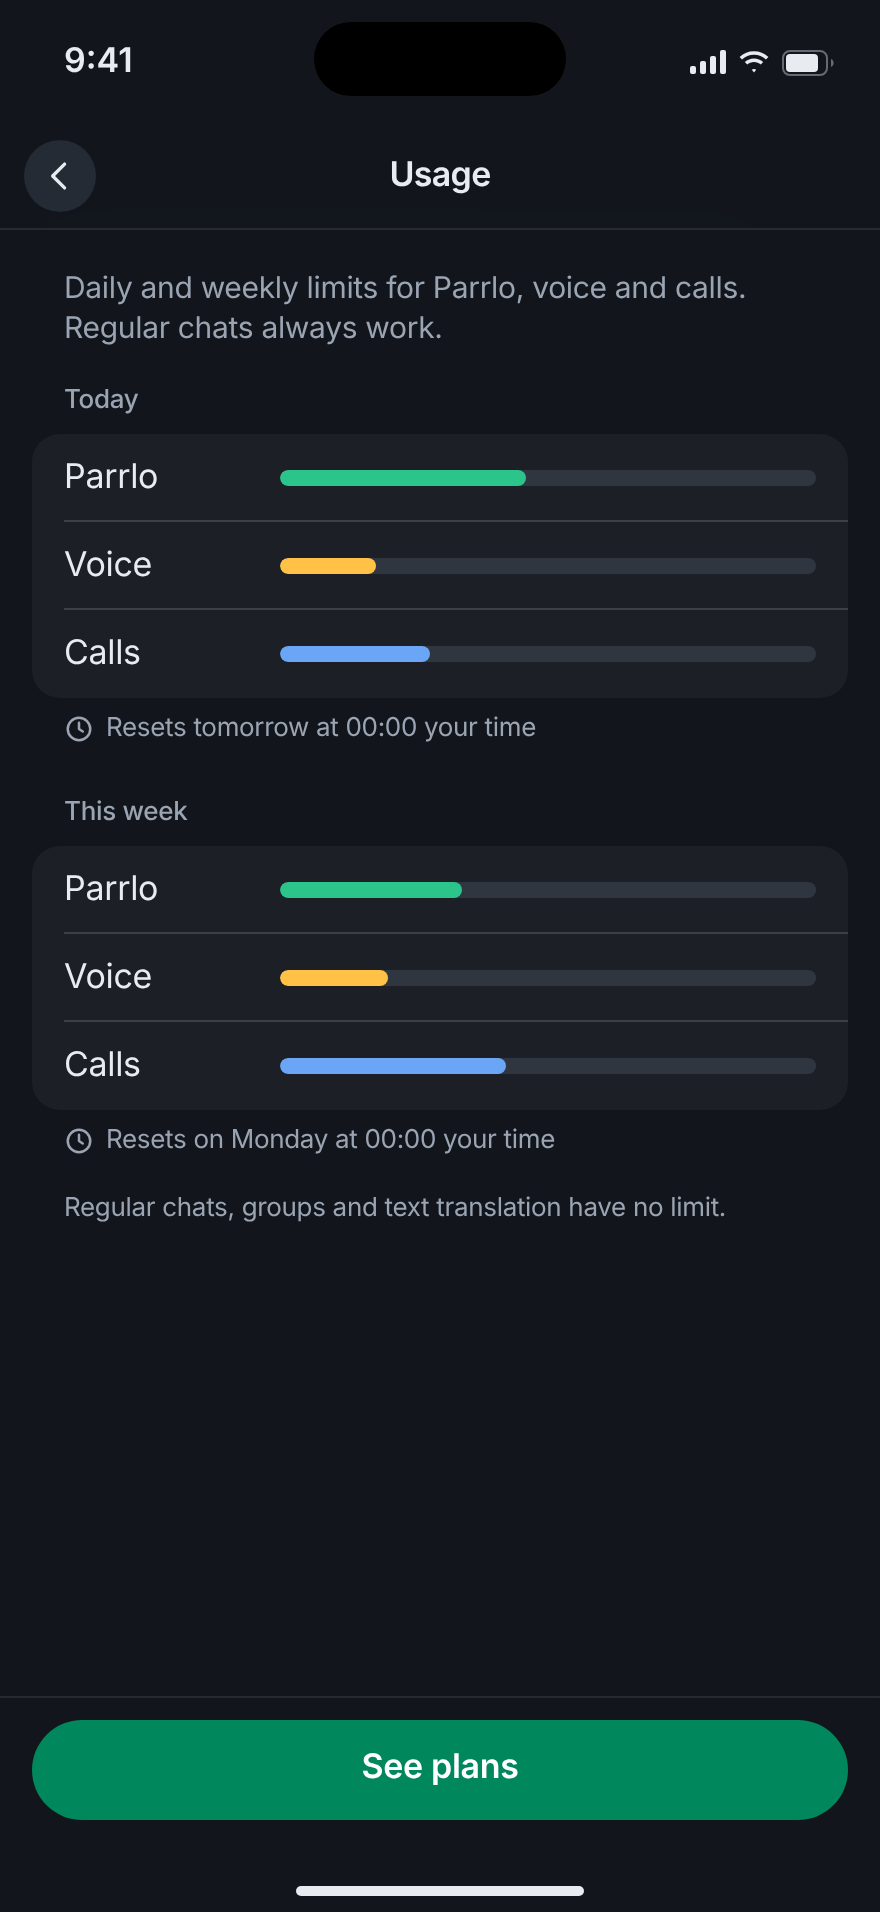 9:41
Usage
Daily and weekly limits for Parrlo, voice and calls.
Regular chats always work.
Today
Parrlo
Voice
Calls
Resets tomorrow at 00:00 your time
This week
Parrlo
Voice
Calls
Resets on Monday at 00:00 your time
Regular chats, groups and text translation have no limit.
See plans